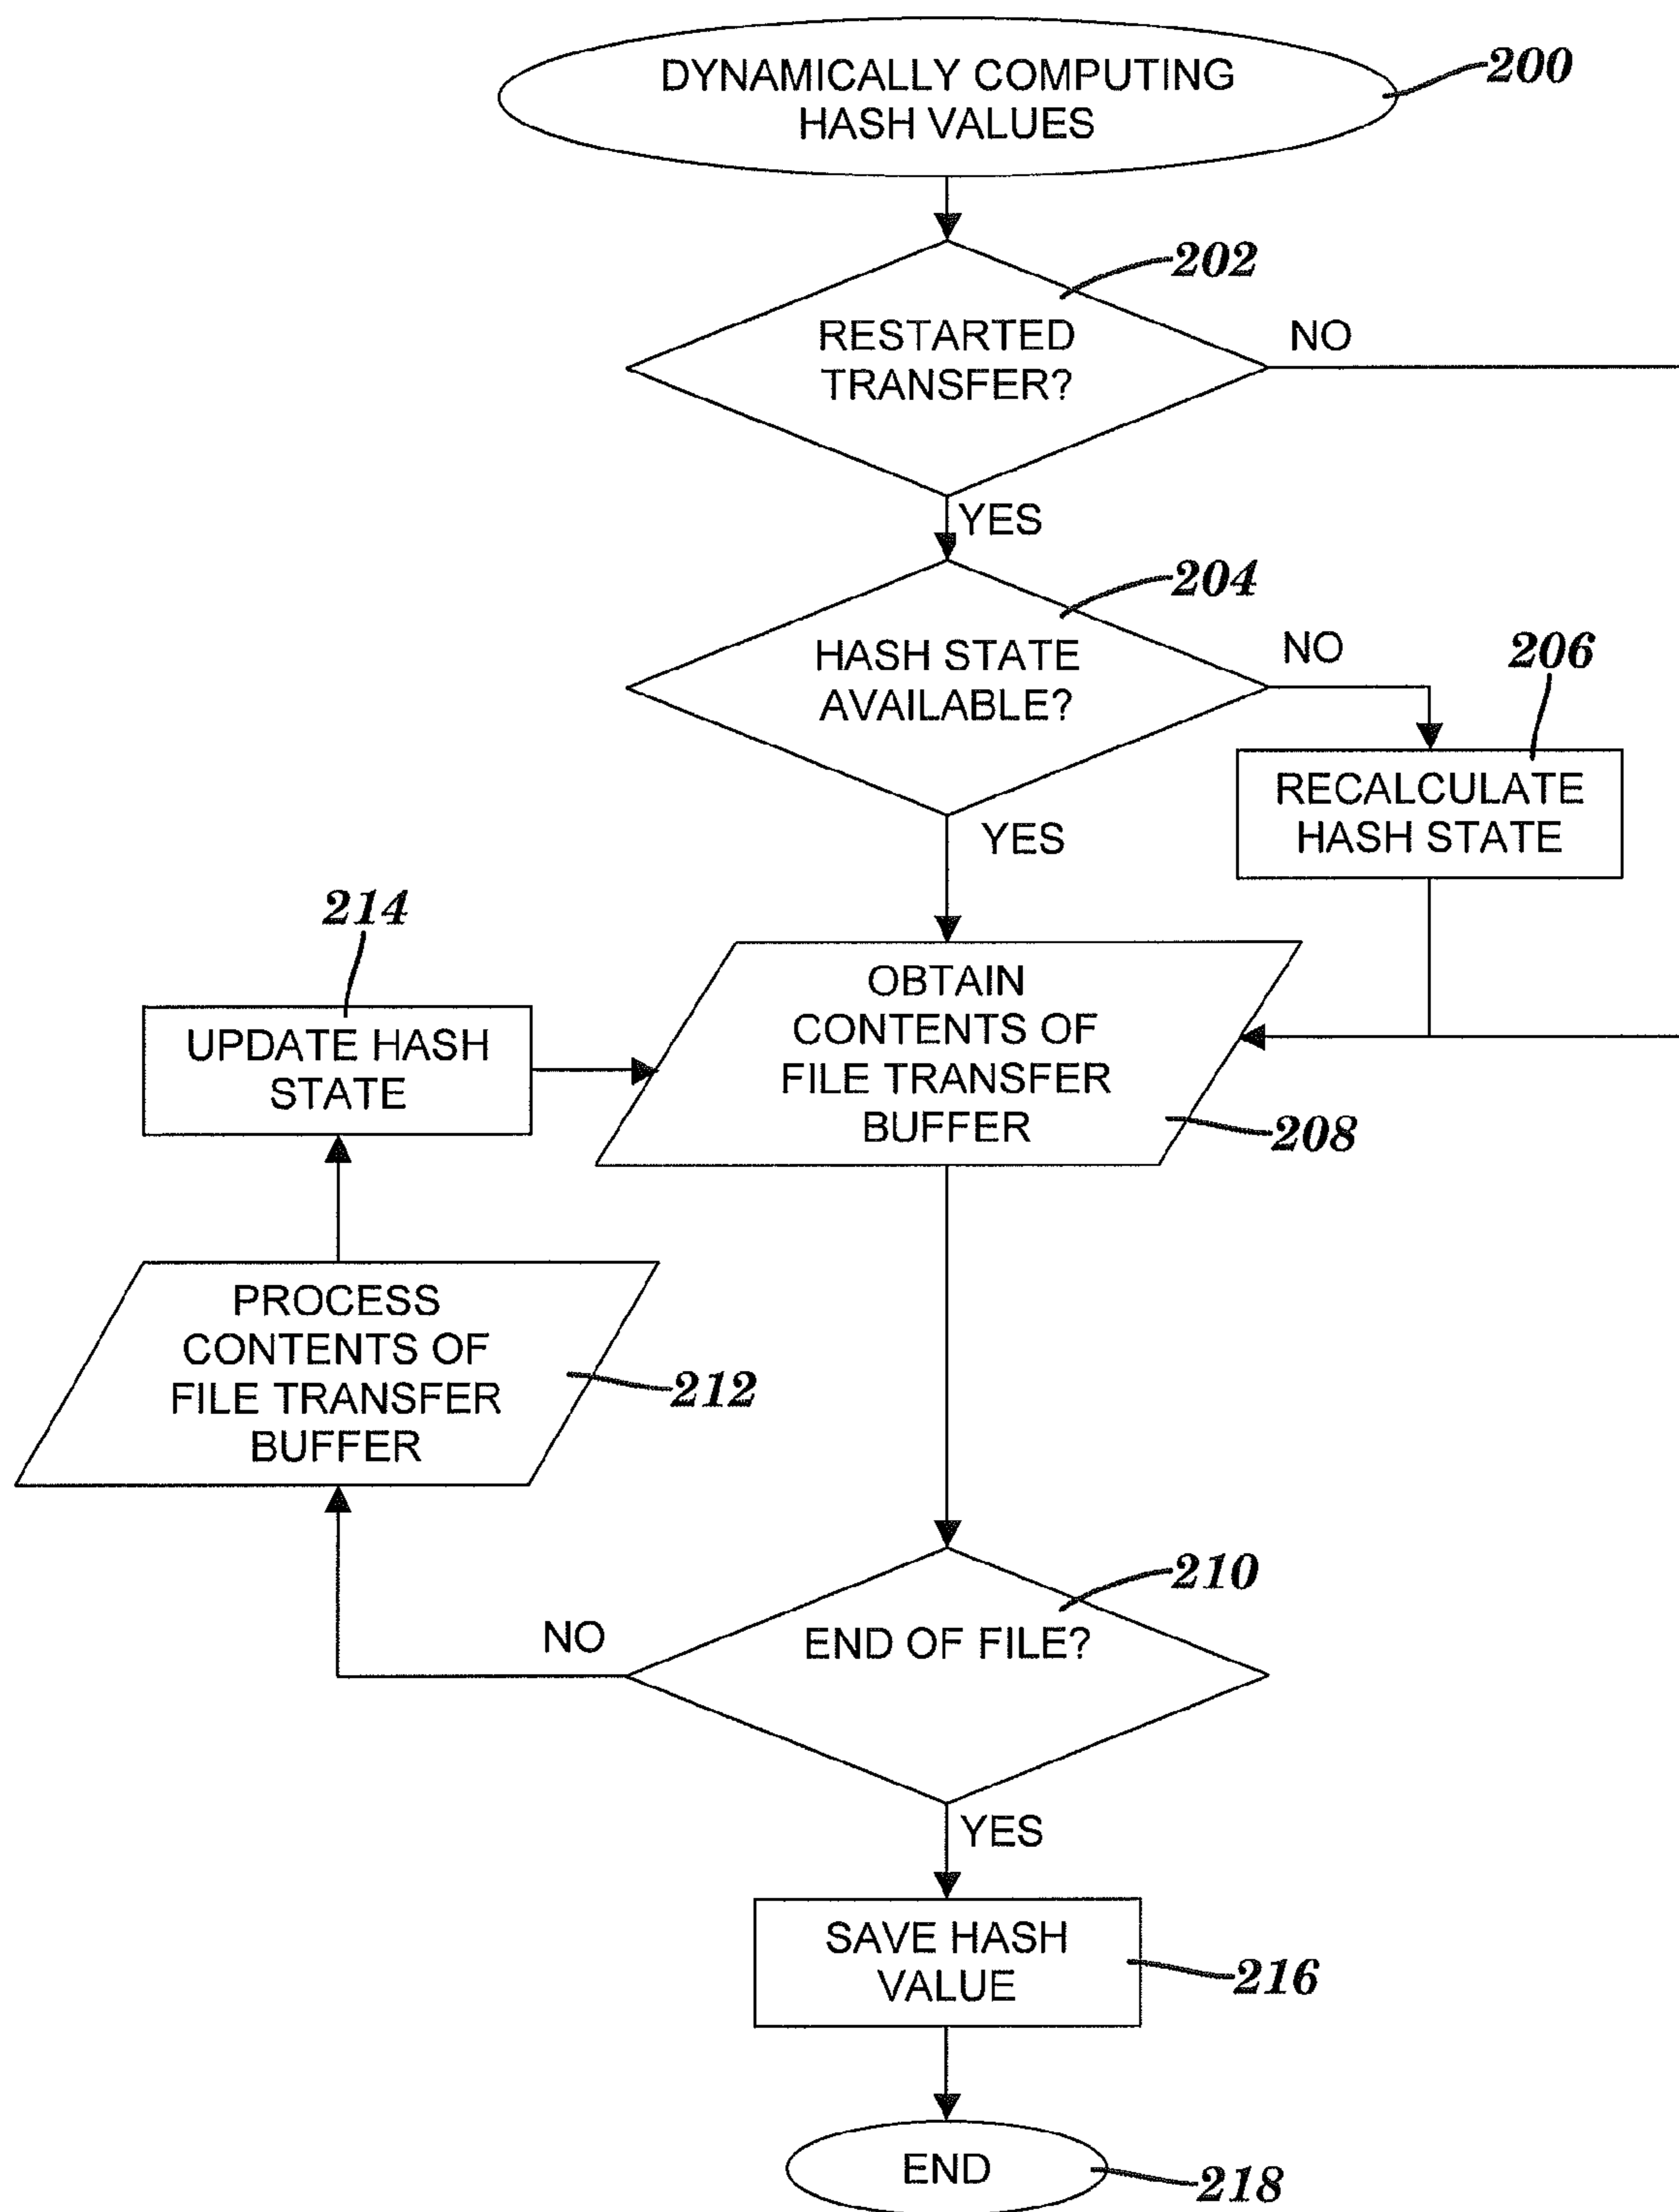 DYNAMICALLY COMPUTING
HASH VALUES
200
202
RESTARTED
TRANSFER?
NO
YES
204
HASH STATE
AVAILABLE?
NO
206
RECALCULATE
HASH STATE
YES
214
UPDATE HASH
STATE
OBTAIN
CONTENTS OF
FILE TRANSFER
BUFFER
208
PROCESS
CONTENTS OF
FILE TRANSFER
BUFFER
212
210
END OF FILE?
NO
YES
SAVE HASH
VALUE
216
END
218